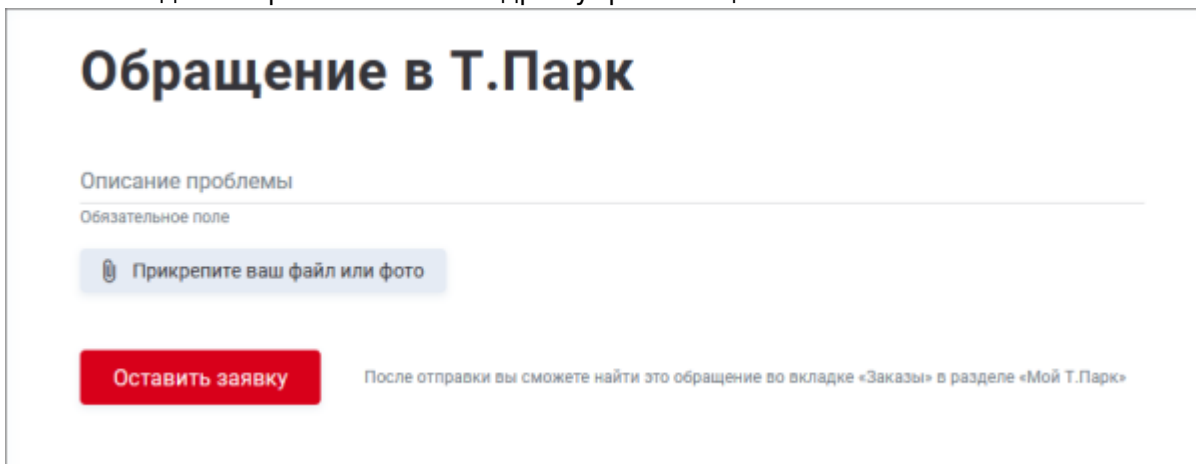 Обращение в Т.Парк
Описание проблемы
Обязательное поле
Прикрепите ваш файл или фото
Оставить заявку
После отправки вы сможете найти это обращение во вкладке «Заказы» в разделе «Мой Т.Парк»